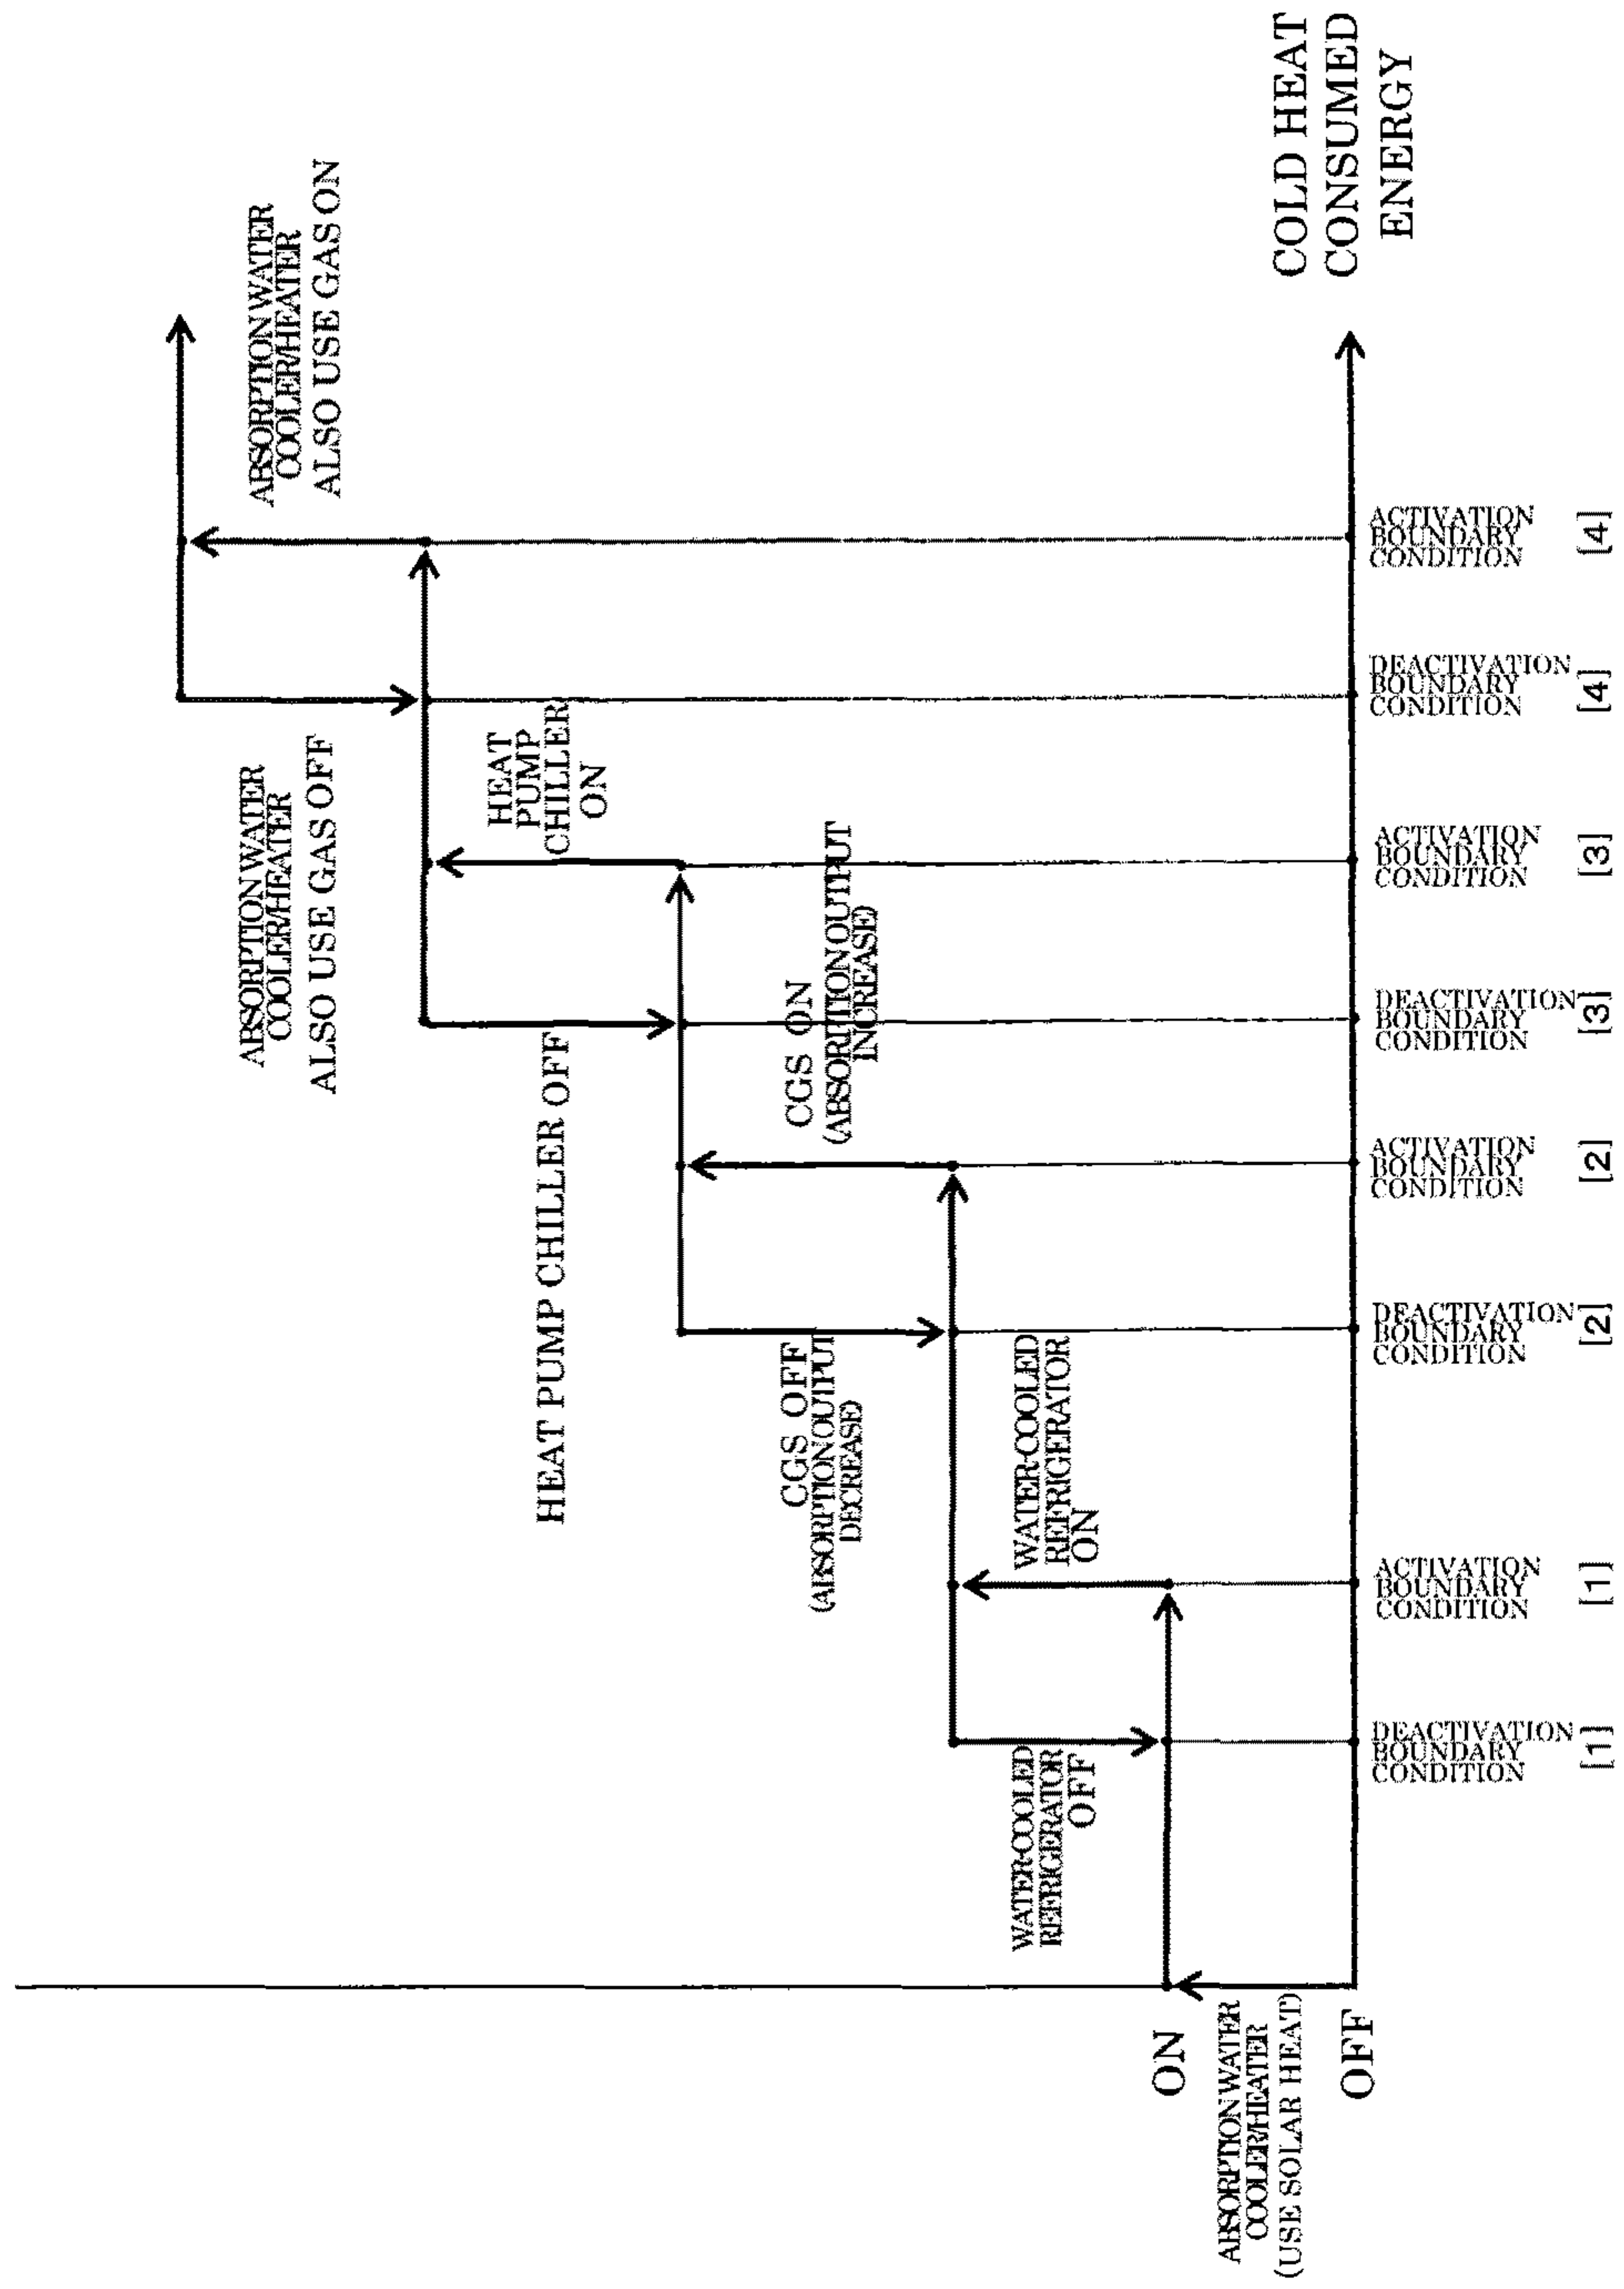 ABSORPTION WATER
COOLER/HEATER
ALSO USE GAS ON
ABSORPTION WATER
COOLER/HEATER
ALSO USE GAS OFF
HEAT
PUMP
CHILLER
ON
HEAT PUMP CHILLER OFF
CGS ON
(ABSORITION OUTPUT
INCREASE)
CGS OFF
(ABSORPTION OUTPUT
DECREASE)
WATER-COOLED
REFRIGERATOR
ON
WATER-COOLED
REFRIGERATOR
OFF
ON
ABSORPTION WATER
COOLER/HEATER
(USE SOLAR HEAT)
OFF
COLD HEAT
CONSUMED
ENERGY
DEACTIVATION
BOUNDARY
CONDITION
[1]
ACTIVATION
BOUNDARY
CONDITION
[1]
DEACTIVATION
BOUNDARY
CONDITION
[2]
ACTIVATION
BOUNDARY
CONDITION
[2]
DEACTIVATION
BOUNDARY
CONDITION
[3]
ACTIVATION
BOUNDARY
CONDITION
[3]
DEACTIVATION
BOUNDARY
CONDITION
[4]
ACTIVATION
BOUNDARY
CONDITION
[4]